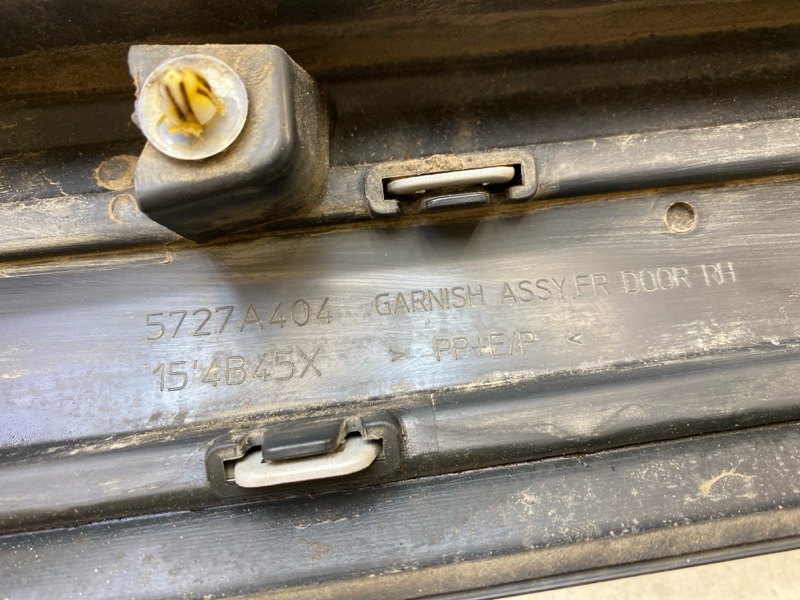 5727A404 GARNISH ASSY,FR DOOR RH
15'4B45X > PP+E/P <